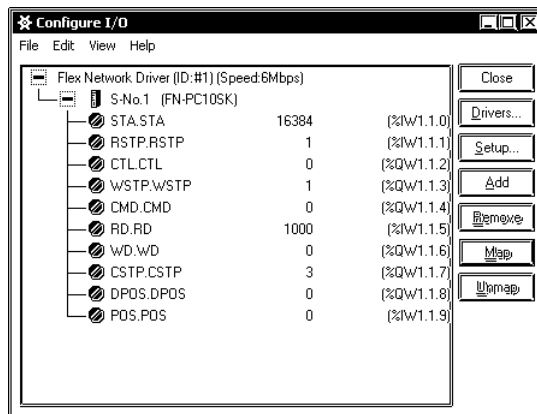 Configure I/O
File Edit View Help
Flex Network Driver (ID:#1) (Speed:6Mbps)
S-No.1 (FN-PC10SK)
STA.STA 16384 (%IW1.1.0)
RSTP.RSTP 1 (%IW1.1.1)
CTL.CTL 0 (%QW1.1.2)
WSTP.WSTP 1 (%QW1.1.3)
CMD.CMD 0 (%QW1.1.4)
RD.RD 1000 (%IW1.1.5)
WD.WD 0 (%QW1.1.6)
CSTP.CSTP 3 (%QW1.1.7)
DPOS.DPOS 0 (%QW1.1.8)
POS.POS 0 (%IW1.1.9)
Close
Drivers...
Setup...
Add
Remove
Map
Unmap